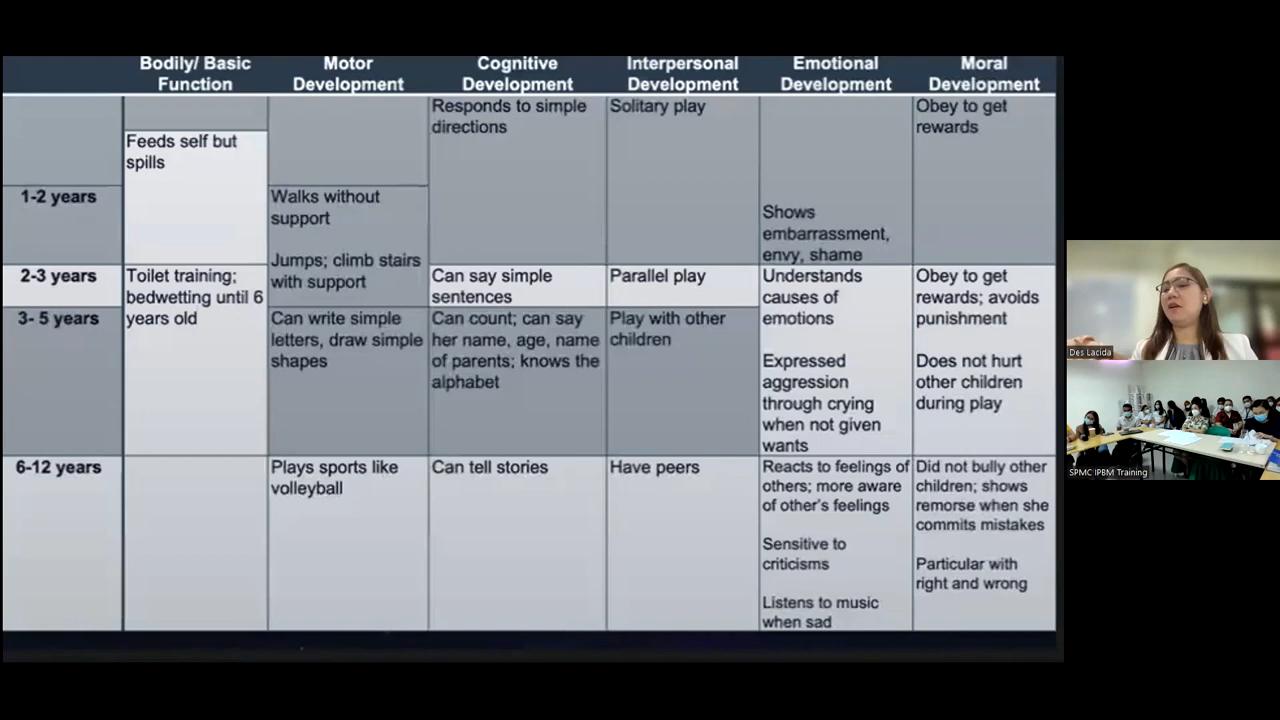 Bodily/ Basic
Function
Motor
Development
Cognitive
Development
Interpersonal
Development
Emotional
Development
Moral
Development
Responds to simple
directions
Solitary play
Obey to get
rewards
Feeds self but
spills
1-2 years
Walks without
support
Jumps; climb stairs
with support
Shows
embarrassment,
envy, shame
2-3 years
Toilet training;
bedwetting until 6
years old
Can say simple
sentences
Parallel play
Understands
causes of
emotions
Expressed
aggression
through crying
when not given
wants
Obey to get
rewards; avoids
punishment
Does not hurt
other children
during play
3- 5 years
Can write simple
letters, draw simple
shapes
Can count; can say
her name, age, name
of parents; knows the
alphabet
Play with other
children
6-12 years
Plays sports like
volleyball
Can tell stories
Have peers
Reacts to feelings of
others; more aware
of other's feelings
Sensitive to
criticisms
Listens to music
when sad
Did not bully other
children; shows
remorse when she
commits mistakes
Particular with
right and wrong
Des Lacida
SPMC IPBM Training